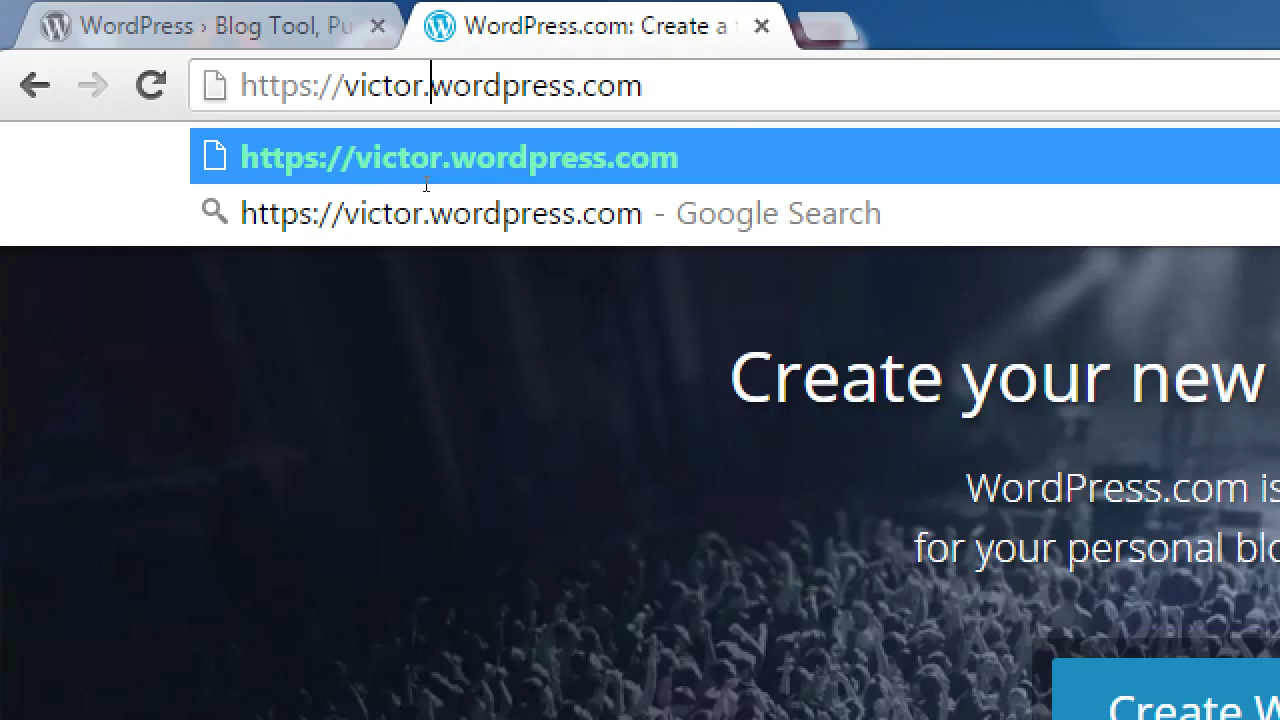 WordPress › Blog Tool, Pu
WordPress.com: Create a
https://victor.wordpress.com
https://victor.wordpress.com
https://victor.wordpress.com - Google Search
Create your new
WordPress.com is
for your personal blo
Create W